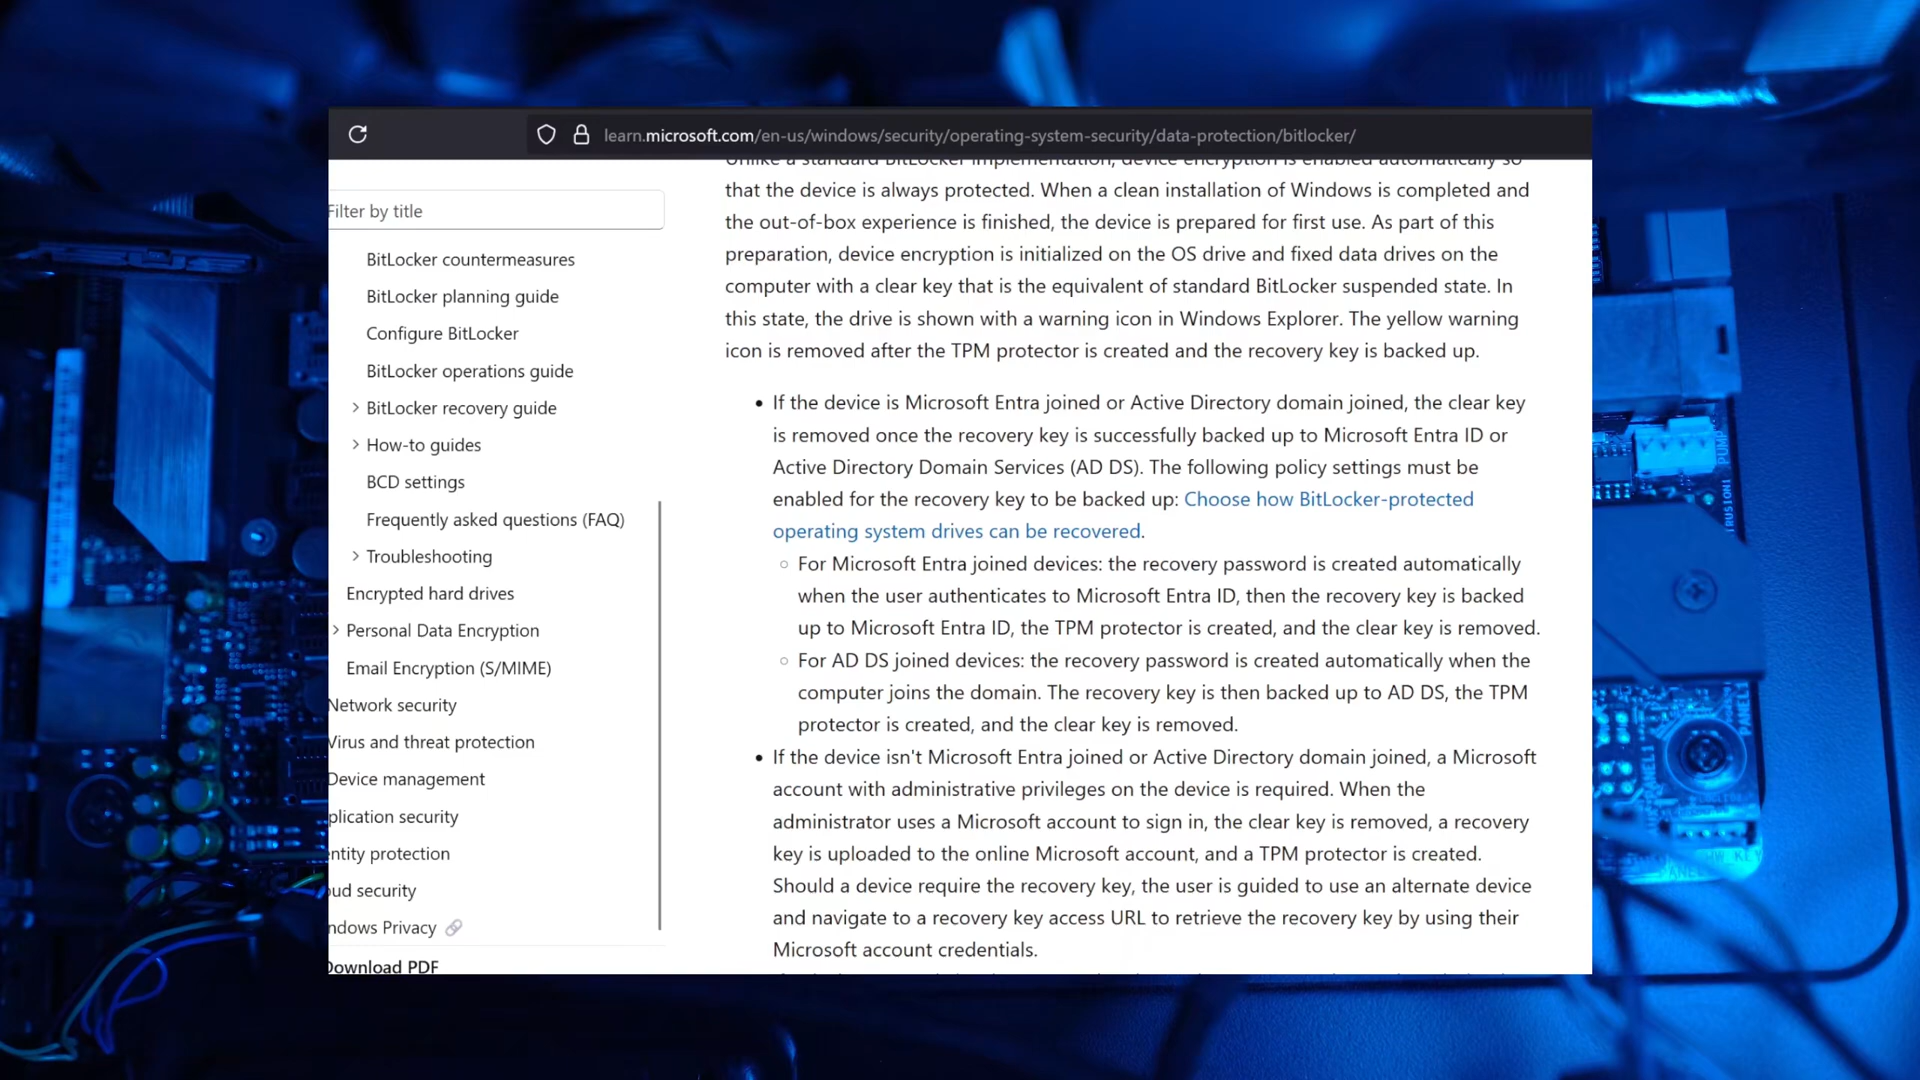 learn.microsoft.com/en-us/windows/security/operating-system-security/data-protection/bitlocker/
Filter by title
BitLocker countermeasures
BitLocker planning guide
Configure BitLocker
BitLocker operations guide
BitLocker recovery guide
How-to guides
BCD settings
Frequently asked questions (FAQ)
Troubleshooting
Encrypted hard drives
Personal Data Encryption
Email Encryption (S/MIME)
Network security
Virus and threat protection
Device management
plication security
entity protection
oud security
ndows Privacy
Download PDF
Unlike a standard BitLocker implementation, device encryption is enabled automatically so
that the device is always protected. When a clean installation of Windows is completed and
the out-of-box experience is finished, the device is prepared for first use. As part of this
preparation, device encryption is initialized on the OS drive and fixed data drives on the
computer with a clear key that is the equivalent of standard BitLocker suspended state. In
this state, the drive is shown with a warning icon in Windows Explorer. The yellow warning
icon is removed after the TPM protector is created and the recovery key is backed up.
• If the device is Microsoft Entra joined or Active Directory domain joined, the clear key
is removed once the recovery key is successfully backed up to Microsoft Entra ID or
Active Directory Domain Services (AD DS). The following policy settings must be
enabled for the recovery key to be backed up: Choose how BitLocker-protected
operating system drives can be recovered.
○ For Microsoft Entra joined devices: the recovery password is created automatically
when the user authenticates to Microsoft Entra ID, then the recovery key is backed
up to Microsoft Entra ID, the TPM protector is created, and the clear key is removed.
○ For AD DS joined devices: the recovery password is created automatically when the
computer joins the domain. The recovery key is then backed up to AD DS, the TPM
protector is created, and the clear key is removed.
• If the device isn't Microsoft Entra joined or Active Directory domain joined, a Microsoft
account with administrative privileges on the device is required. When the
administrator uses a Microsoft account to sign in, the clear key is removed, a recovery
key is uploaded to the online Microsoft account, and a TPM protector is created.
Should a device require the recovery key, the user is guided to use an alternate device
and navigate to a recovery key access URL to retrieve the recovery key by using their
Microsoft account credentials.
PUMP
PANEL1